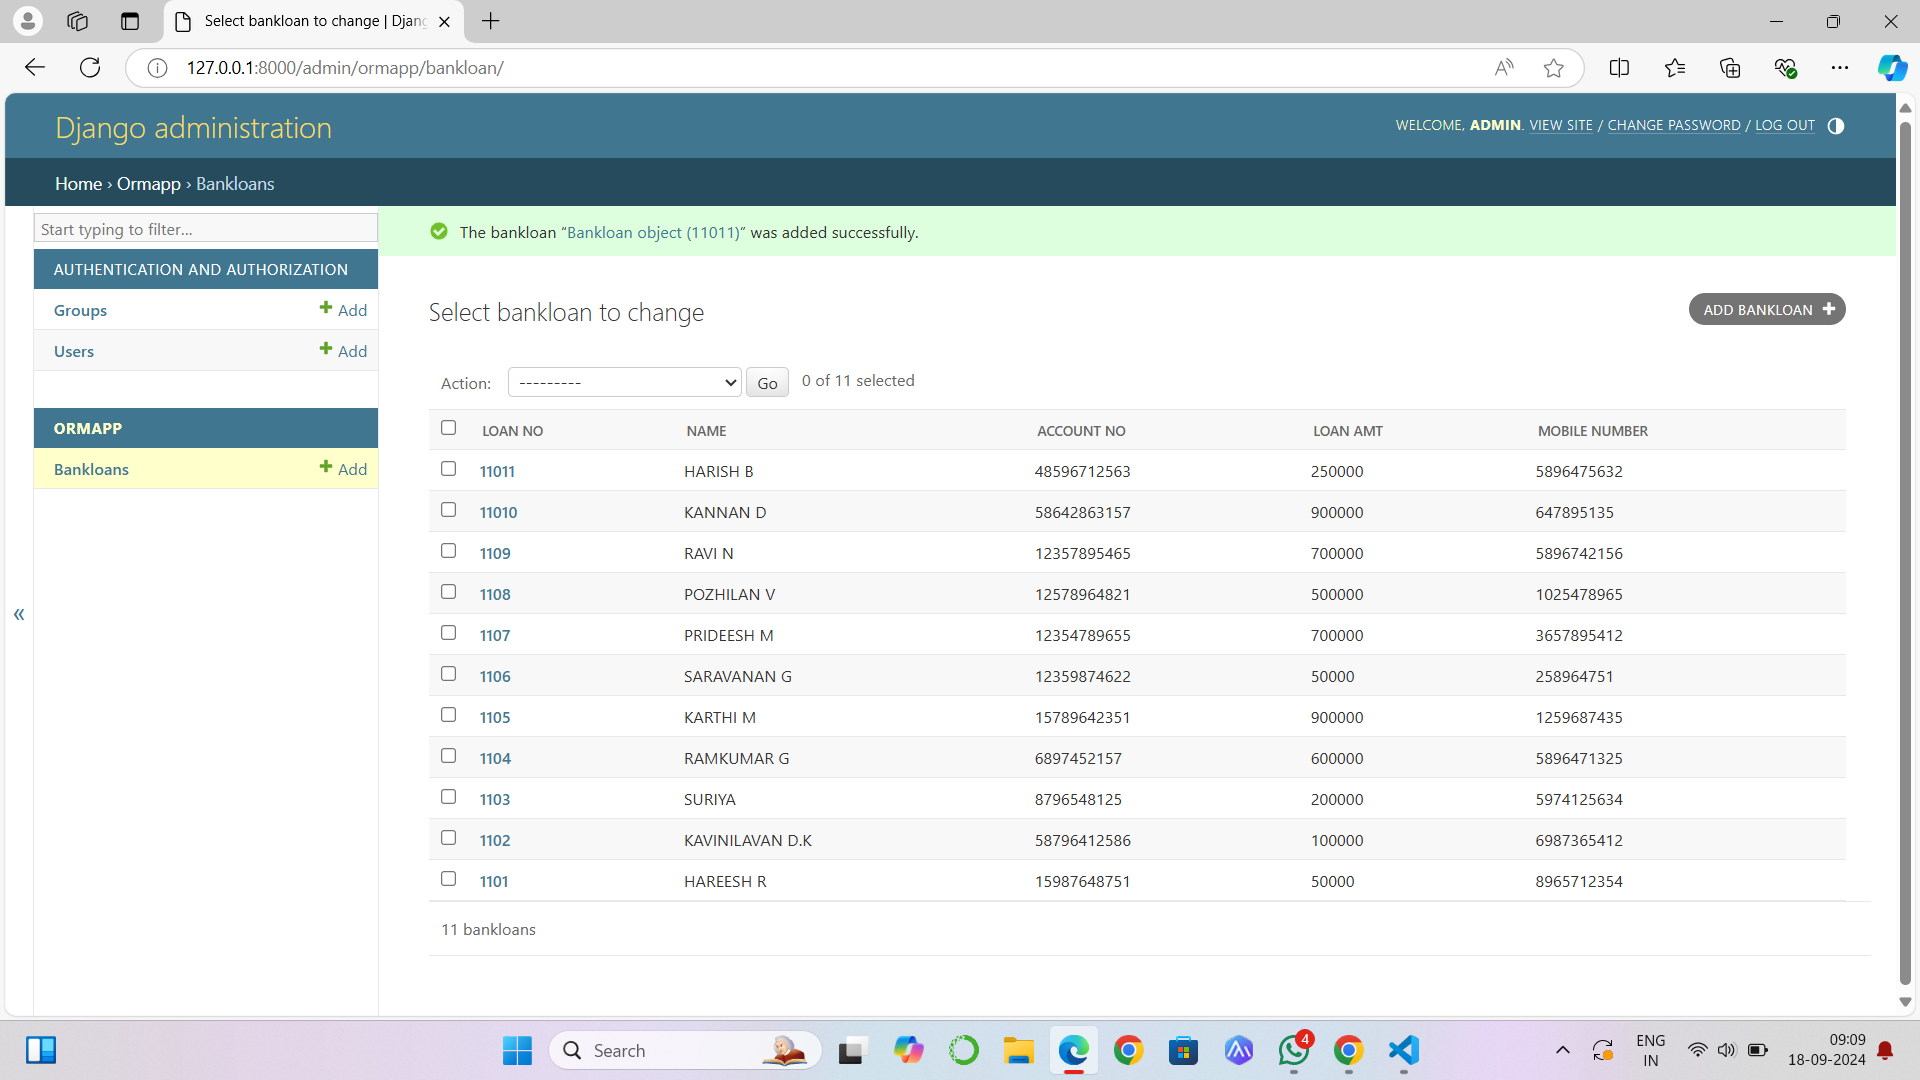 Select bankloan to change | Djang
127.0.0.1:8000/admin/ormapp/bankloan/
Django administration
WELCOME, ADMIN. VIEW SITE / CHANGE PASSWORD / LOG OUT
Home › Ormapp › Bankloans
Start typing to filter...
AUTHENTICATION AND AUTHORIZATION
Groups + Add
Users + Add
ORMAPP
Bankloans + Add
«
The bankloan “Bankloan object (11011)” was added successfully.
Select bankloan to change
ADD BANKLOAN +
Action: --------- Go 0 of 11 selected
LOAN NO NAME ACCOUNT NO LOAN AMT MOBILE NUMBER
11011 HARISH B 48596712563 250000 5896475632
11010 KANNAN D 58642863157 900000 647895135
1109 RAVI N 12357895465 700000 5896742156
1108 POZHILAN V 12578964821 500000 1025478965
1107 PRIDEESH M 12354789655 700000 3657895412
1106 SARAVANAN G 12359874622 50000 258964751
1105 KARTHI M 15789642351 900000 1259687435
1104 RAMKUMAR G 6897452157 600000 5896471325
1103 SURIYA 8796548125 200000 5974125634
1102 KAVINILAVAN D.K 58796412586 100000 6987365412
1101 HAREESH R 15987648751 50000 8965712354
11 bankloans
Search
4
ENG
IN
09:09
18-09-2024